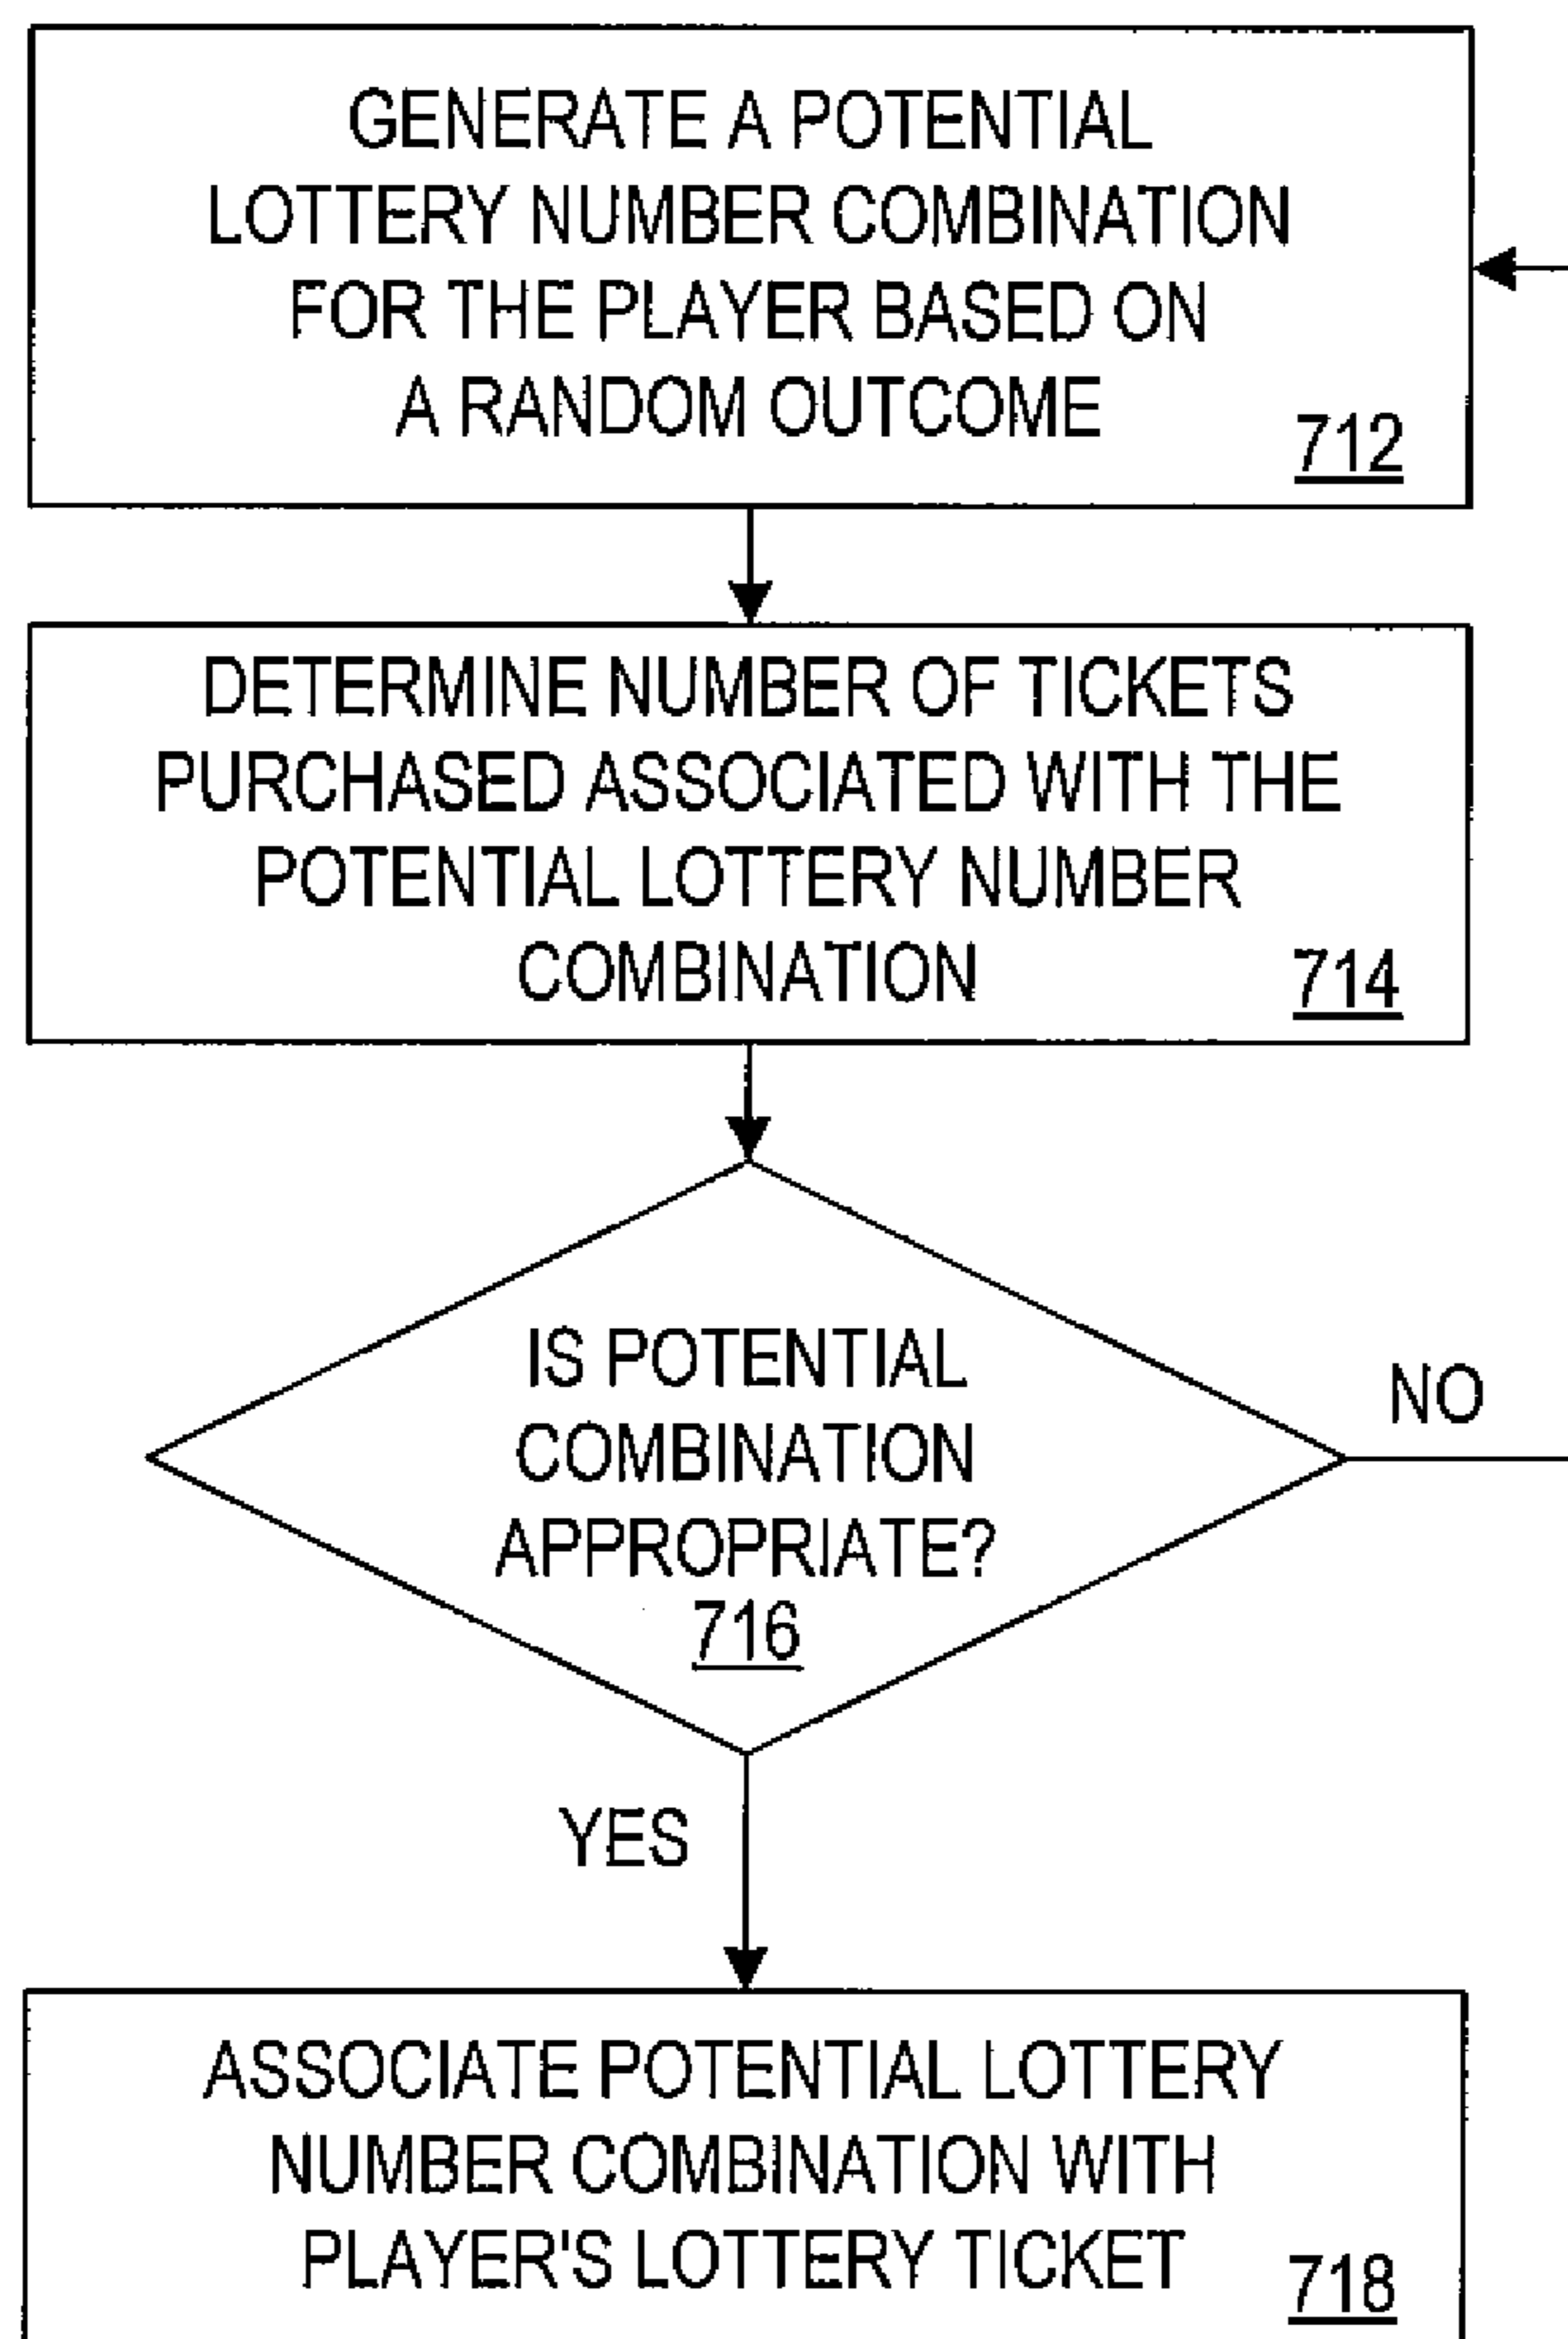 GENERATE A POTENTIAL
LOTTERY NUMBER COMBINATION
FOR THE PLAYER BASED ON
A RANDOM OUTCOME
712
DETERMINE NUMBER OF TICKETS
PURCHASED ASSOCIATED WITH THE
POTENTIAL LOTTERY NUMBER
COMBINATION
714
IS POTENTIAL
COMBINATION
APPROPRIATE?
716
NO
YES
ASSOCIATE POTENTIAL LOTTERY
NUMBER COMBINATION WITH
PLAYER'S LOTTERY TICKET
718